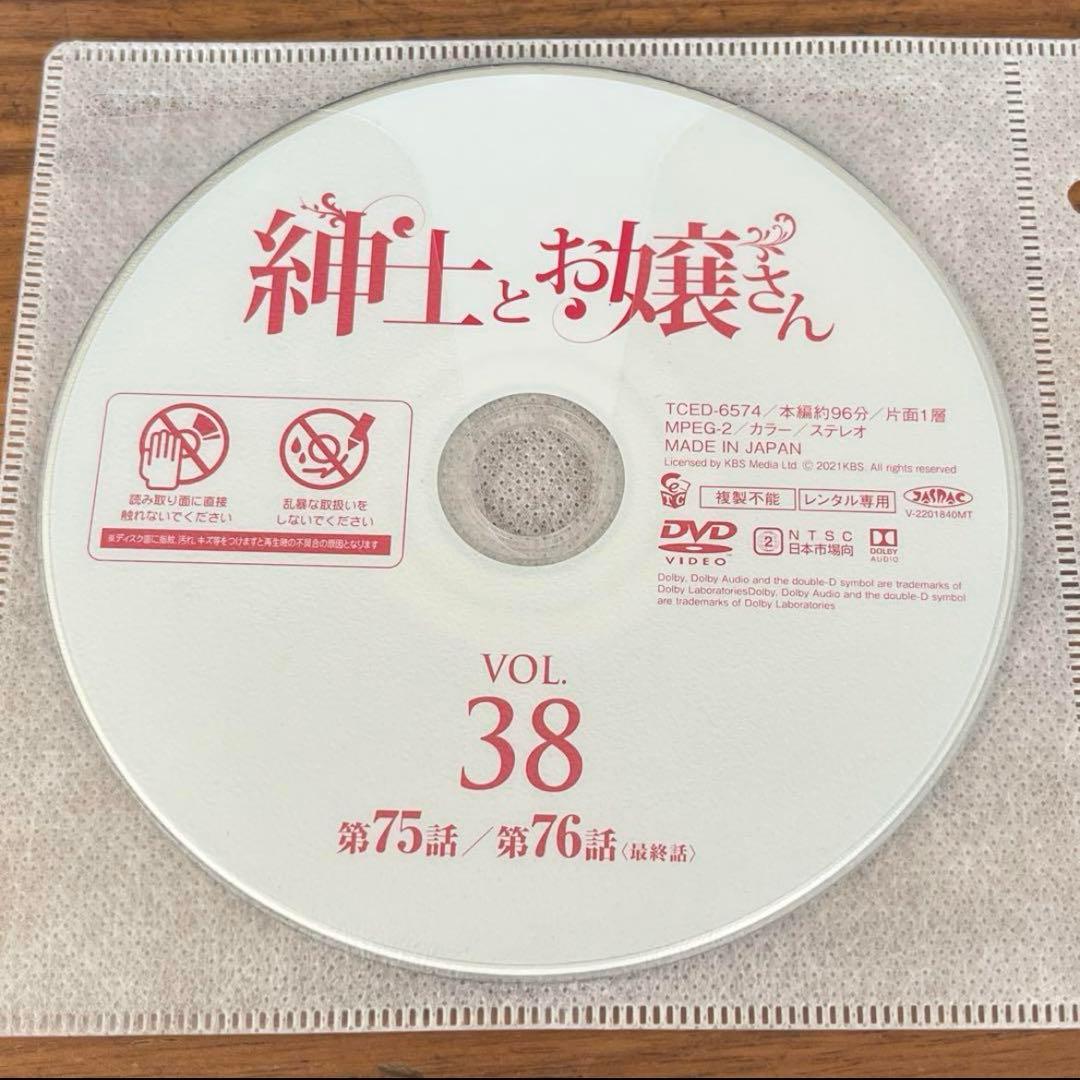 紳士とお嬢さん
読み取り面に直接
触れないでください
乱暴な取扱いを
しないでください
※ディスク面に指紋、汚れ、キズ等をつけますと再生時の不具合の原因となります
TCED-6574／本編約96分／片面1層
MPEG-2／カラー／ステレオ
MADE IN JAPAN
Licensed by KBS Media Ltd. © 2021KBS. All rights reserved
複製不能 レンタル専用 JASRAC
V-2201840MT
DVD
VIDEO
2
NTSC
日本市場向
DOLBY
AUDIO
Dolby, Dolby Audio and the double-D symbol are trademarks of
Dolby LaboratoriesDolby, Dolby Audio and the double-D symbol
are trademarks of Dolby Laboratories
VOL.
38
第75話／第76話〈最終話〉